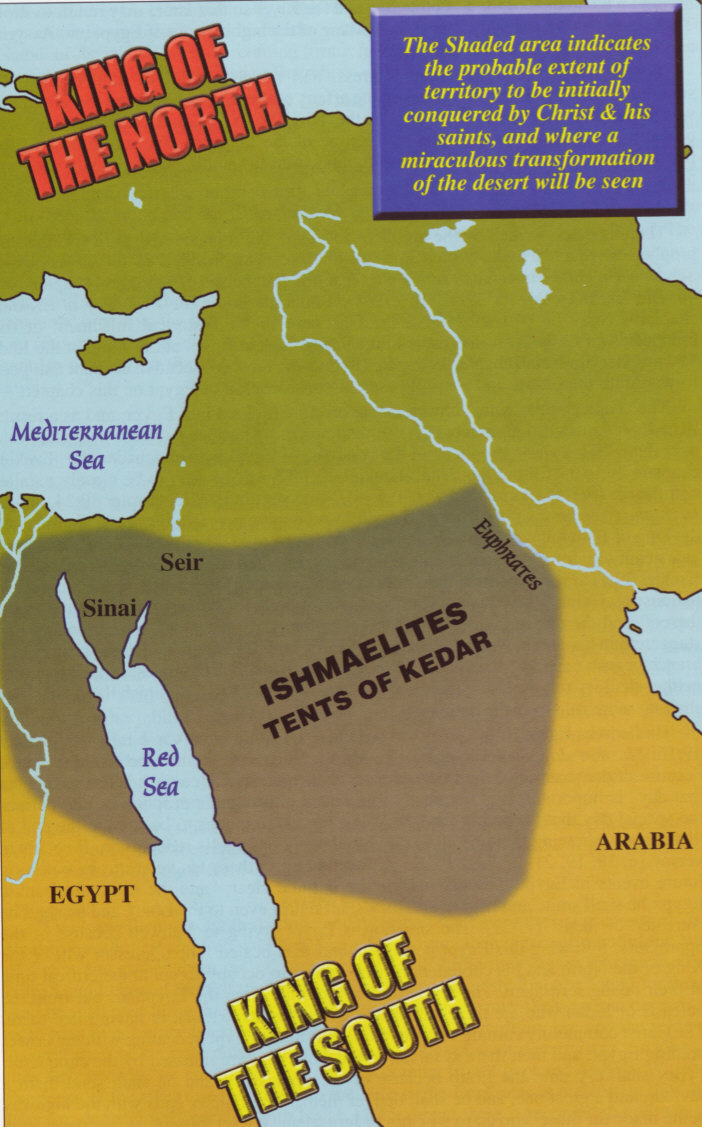 KING OF
THE NORTH
The Shaded area indicates
the probable extent of
territory to be initially
conquered by Christ & his
saints, and where a
miraculous transformation
of the desert will be seen
Mediterranean
Sea
Euphrates
Seir
Sinai
ISHMAELITES
TENTS OF KEDAR
Red
Sea
ARABIA
EGYPT
KING OF
THE SOUTH